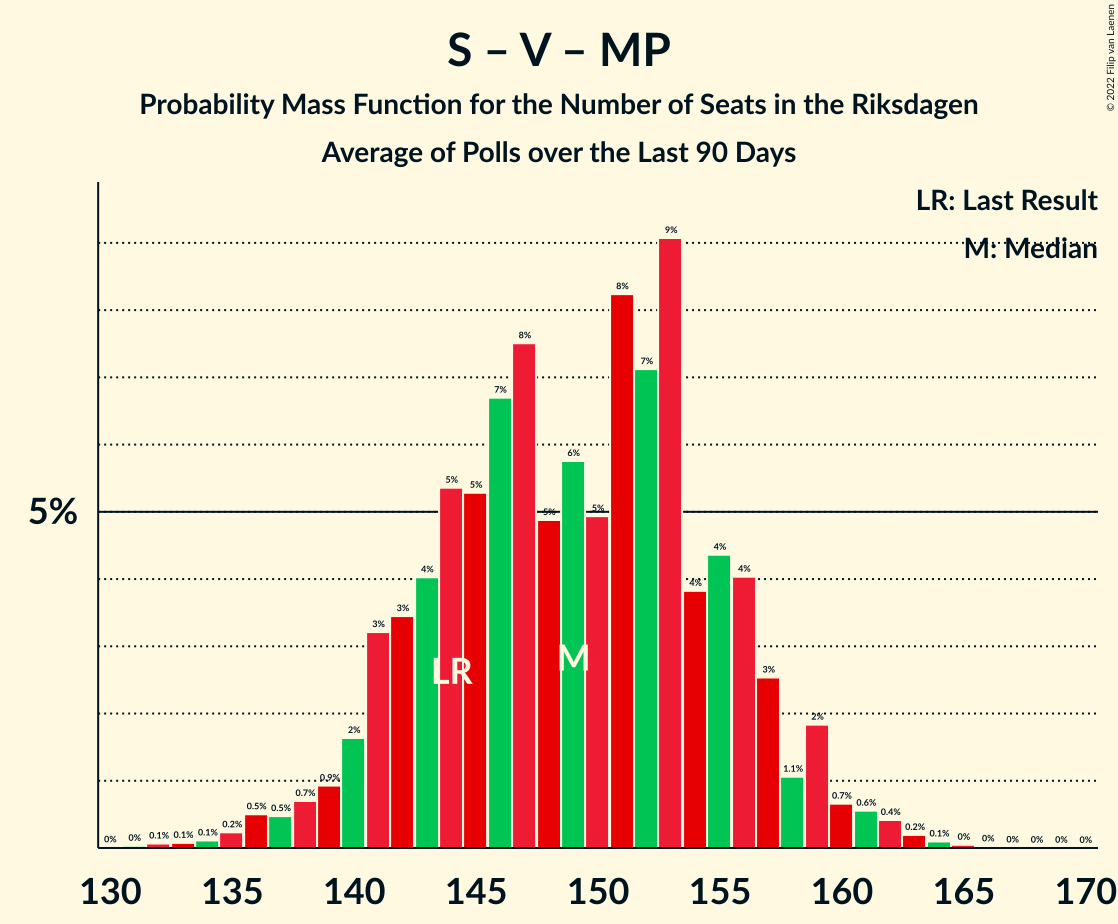 S – V – MP
Probability Mass Function for the Number of Seats in the Riksdagen
Average of Polls over the Last 90 Days
© 2022 Filip van Laenen
LR: Last Result
M: Median
5%
0% 0% 0.1% 0.1% 0.1% 0.2% 0.5% 0.5% 0.7% 0.9% 2% 3% 3% 4% 5% 5% 7% 8% 5% 6% 5% 8% 7% 9% 4% 4% 4% 3% 1.1% 2% 0.7% 0.6% 0.4% 0.2% 0.1% 0% 0% 0% 0% 0% 0%
LR M
130 135 140 145 150 155 160 165 170